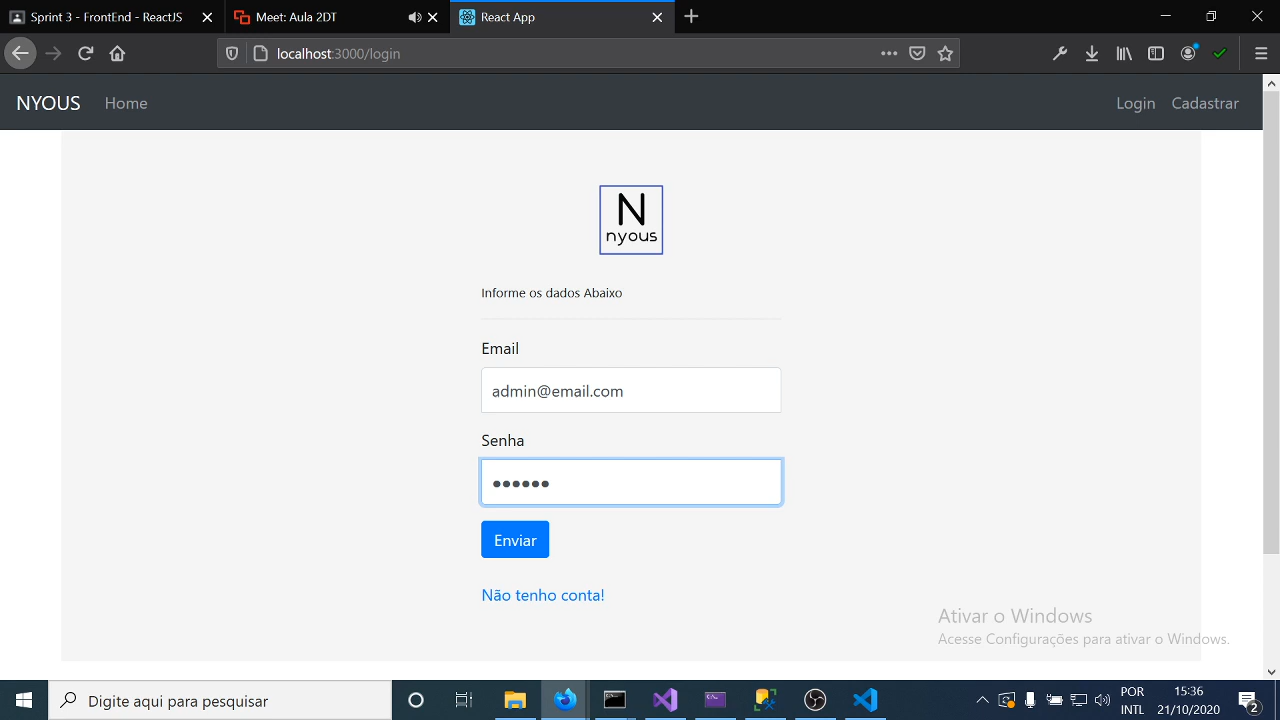 Sprint 3 - FrontEnd - ReactJS
Meet: Aula 2DT
React App
localhost:3000/login
NYOUS
Home
Login
Cadastrar
N
nyous
Informe os dados Abaixo
Email
admin@email.com
Senha
••••••
Enviar
Não tenho conta!
Ativar o Windows
Acesse Configurações para ativar o Windows.
Digite aqui para pesquisar
POR
INTL
15:36
21/10/2020
2